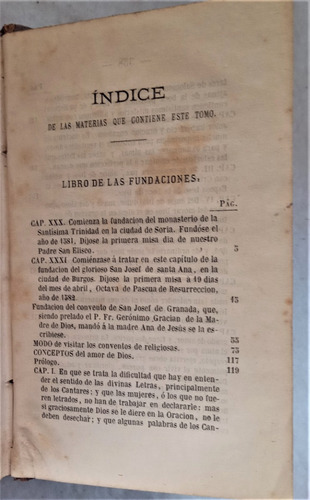 ÍNDICE
DE LAS MATERIAS QUE CONTIENE ESTE TOMO.
LIBRO DE LAS FUNDACIONES.
PÁG.
CAP. XXX. Comienza la fundacion del monasterio de la
Santísima Trinidad en la ciudad de Soria. Fundóse el
año de 1581. Díjose la primera misa dia de nuestro
Padre San Eliseo. 5
CAP. XXXI Comiénzase á tratar en este capítulo de la
fundacion del glorioso San Josef de santa Ana, en la
ciudad de Burgos. Díjose la primera misa á 19 dias
del mes de abril, Octava de Pascua de Resurreccion,
año de 1582. 15
Fundacion del convento de San Josef de Granada, que,
siendo prelado el P. Fr. Gerónimo Gracian de la Ma-
dre de Dios, mandó á la madre Ana de Jesús se la es-
cribiese. 55
MODO de visitar los conventos de religiosas. 75
CONCEPTOS del amor de Dios. 117
Prólogo. 119
CAP. I. En que se trata la dificultad que hay en enten-
der el sentido de las divinas Letras, principalmente
de los Cantares; y que las mujeres, ó los que no fue-
ren letrados, no han de trabajar en declararle: mas
si graciosamente Dios se le diere en la Oracion, no le
deben desechar; y que algunas palabras de los Can-